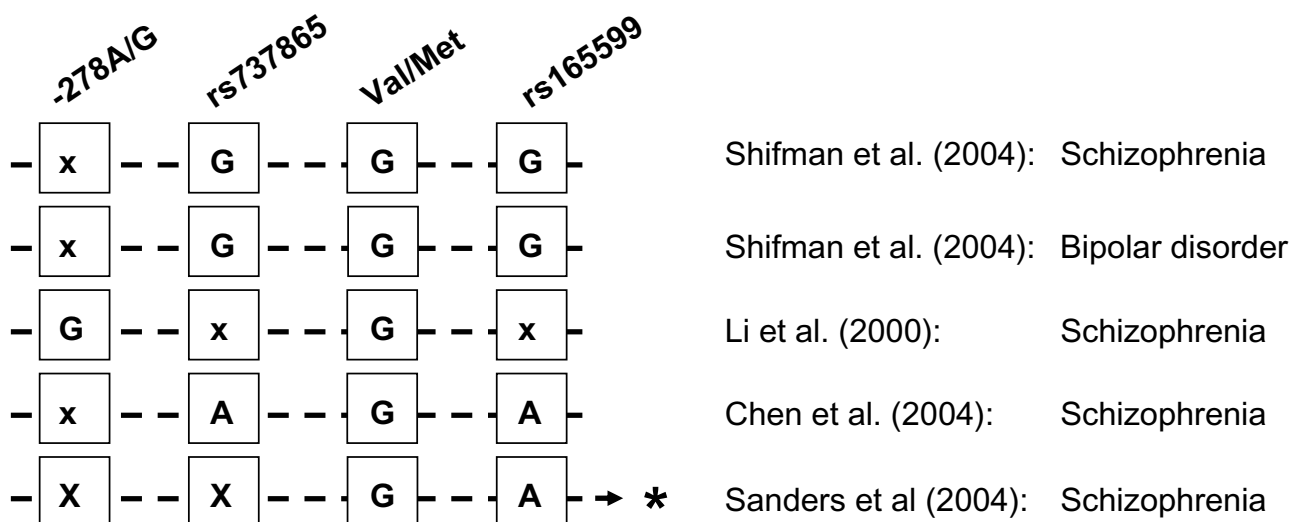 -278A/G rs737865 Val/Met rs165599
x G G G Shifman et al. (2004): Schizophrenia
x G G G Shifman et al. (2004): Bipolar disorder
G x G x Li et al. (2000): Schizophrenia
x A G A Chen et al. (2004): Schizophrenia
X X G A * Sanders et al (2004): Schizophrenia